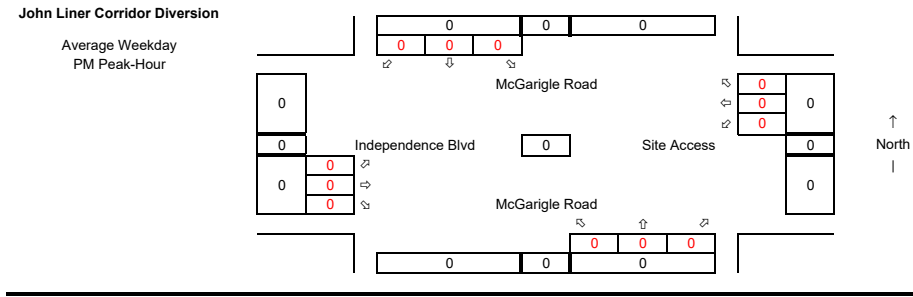 John Liner Corridor Diversion
0 0 0
Average Weekday
0 0 0
PM Peak-Hour
McGarigle Road
0
0
0
0
0
0
Independence Blvd
0
Site Access
0
North
0
0
0
0
0
McGarigle Road
0 0 0
0 0 0